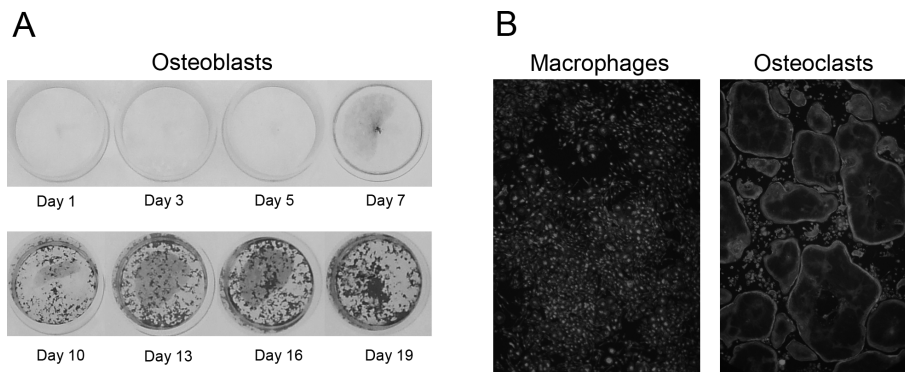 A
Osteoblasts
Day 1
Day 3
Day 5
Day 7
Day 10
Day 13
Day 16
Day 19
B
Macrophages
Osteoclasts